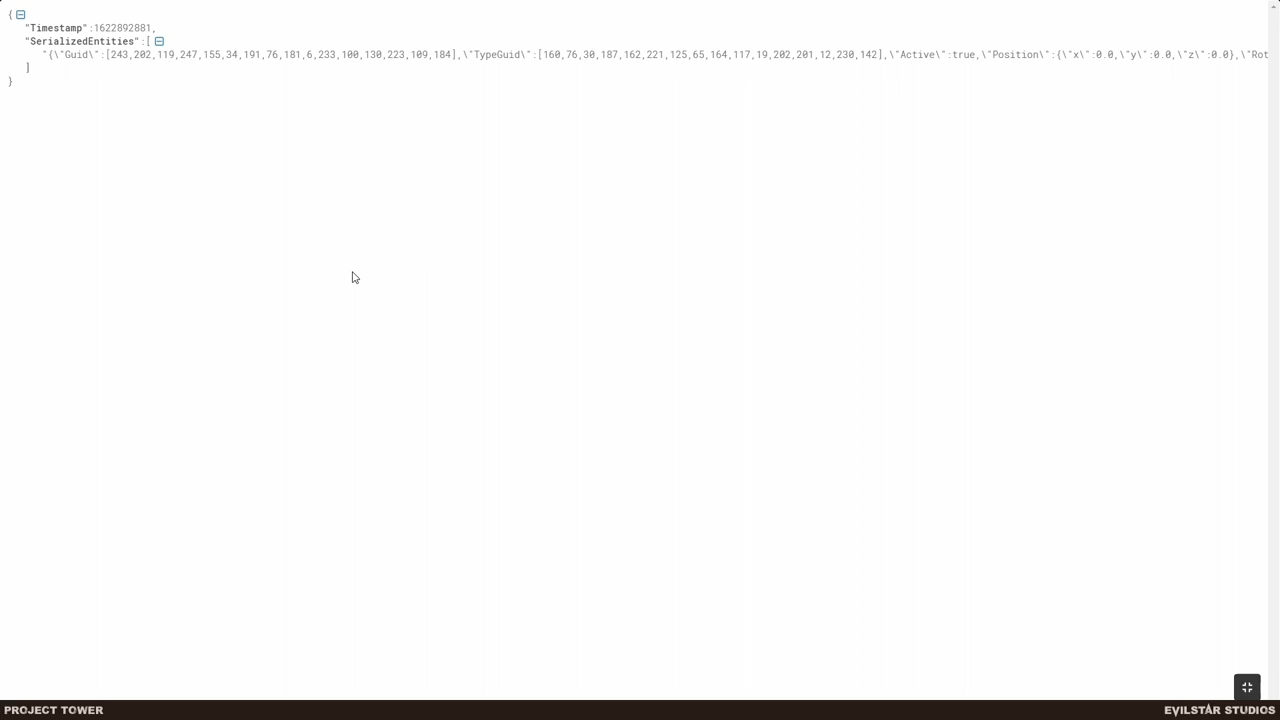 {
"Timestamp":1622892881,
"SerializedEntities":[
"{\"Guid\":[243,202,119,247,155,34,191,76,181,6,233,100,130,223,109,184],\"TypeGuid\":[160,76,30,187,162,221,125,65,164,117,19,202,201,12,230,142],\"Active\":true,\"Position\":{\"x\":0.0,\"y\":0.0,\"z\":0.0},\"Rot
]
}
PROJECT TOWER
EVILSTAR STUDIOS